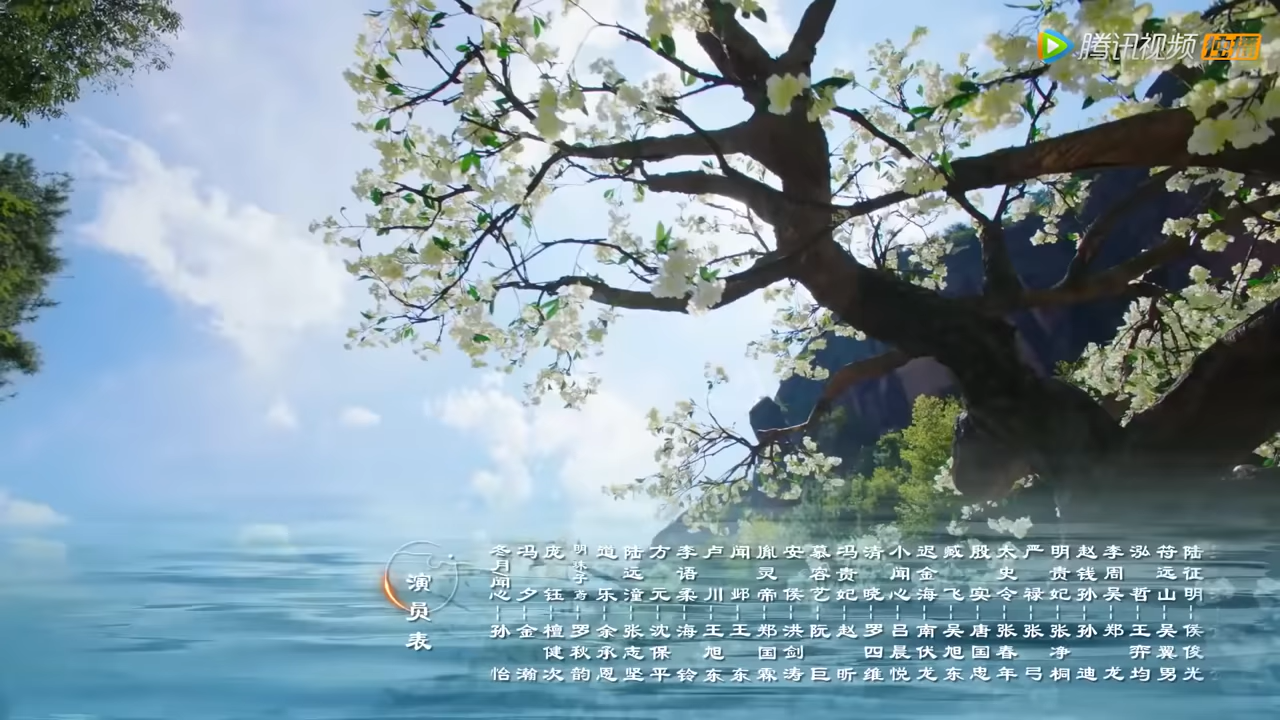 腾讯视频 独播
演员表
冬月闻心 孙怡
冯夕 金瀚
庞钰 檀健次
明珠子 罗秋韵
道乐 余承恩
陆远潼 张志坚
方元 沈保平
李语柔 海铃
卢川 王旭东
闻邺 王东
胤灵帝 郑国霖
安侯 洪剑涛
慕容艺 阮巨
冯贵妃 赵昕
清晓 罗四维
小闻心 吕晨悦
迟金海 南伏龙
臧飞 吴旭东
殷实 唐国忠
太史令 张春年
严禄 张弓
明贵妃 张净桐
赵钱孙 孙迪
李周吴 郑龙
泓哲 王弈均
符远山 吴翼男
陆征明 侯俊光